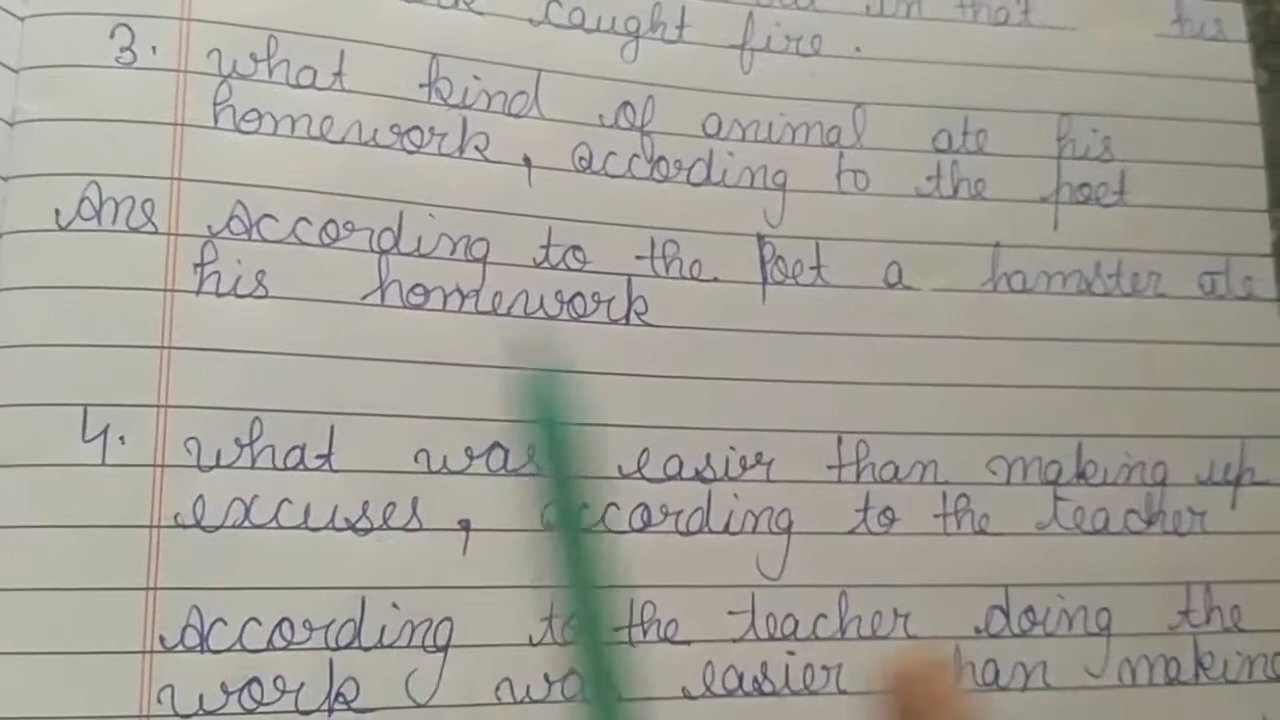 caught fire.
3. what kind of animal ate his
homework, according to the poet
Ans According to the Poet a hamster ate
his homework
4. what was easier than making up
excuses, according to the teacher
According to the teacher doing the
work was easier than making